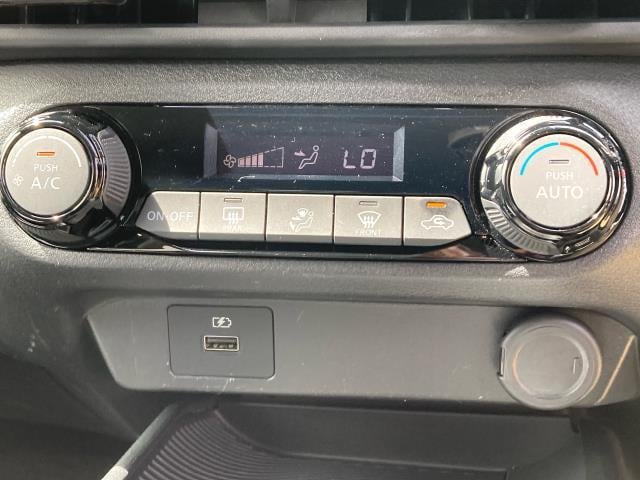 PUSH
A/C
LO
PUSH
AUTO
ON·OFF
REAR
FRONT